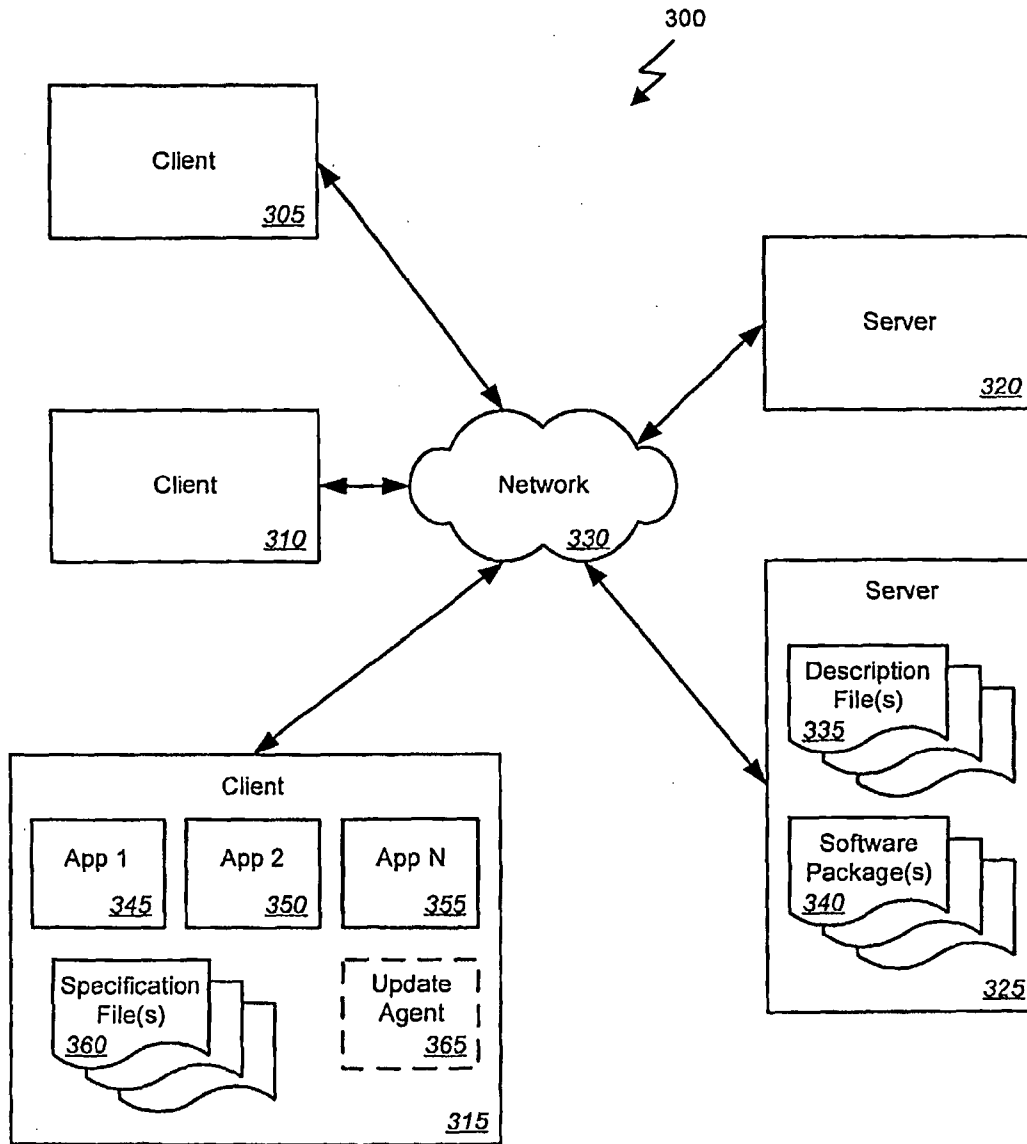 300
Client
305
Server
320
Client
310
Network
330
Server
Description
File(s)
335
Software
Package(s)
340
325
Client
App 1
345
App 2
350
App N
355
Specification
File(s)
360
Update
Agent
365
315